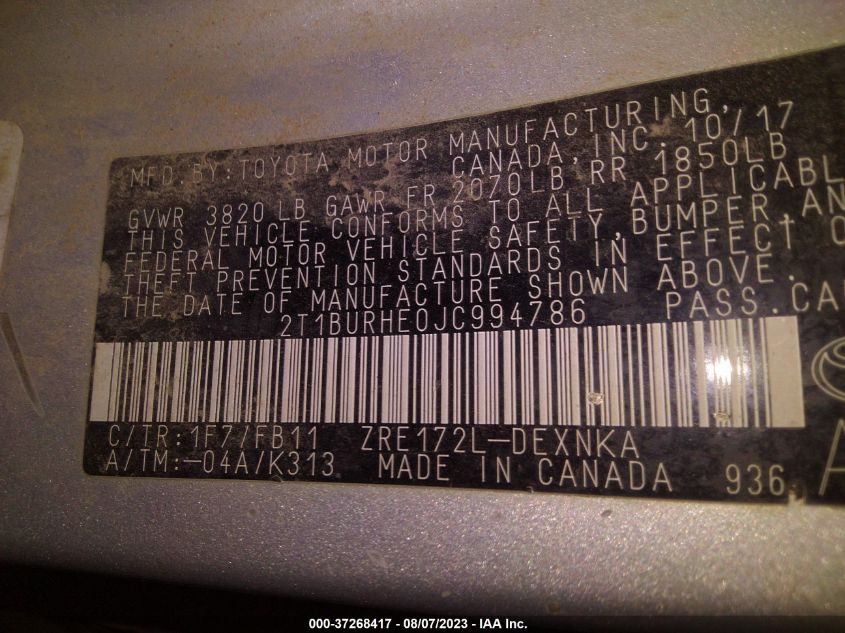 MFD.BY:TOYOTA MOTOR MANUFACTURING,
CANADA, INC. 10/17
GVWR 3820 LB GAWR FR 2070LB RR 1850LB
THIS VEHICLE CONFORMS TO ALL APPLICABL
FEDERAL MOTOR VEHICLE SAFETY, BUMPER, AN
THEFT PREVENTION STANDARDS IN EFFECT O
THE DATE OF MANUFACTURE SHOWN ABOVE.
2T1BURHE0JC994786 PASS.CA
C/TR:1F7/FB11 ZRE172L-DEXNKA
A/TM:-04A/K313 MADE IN CANADA 936
A
000-37268417 - 08/07/2023 - IAA Inc.